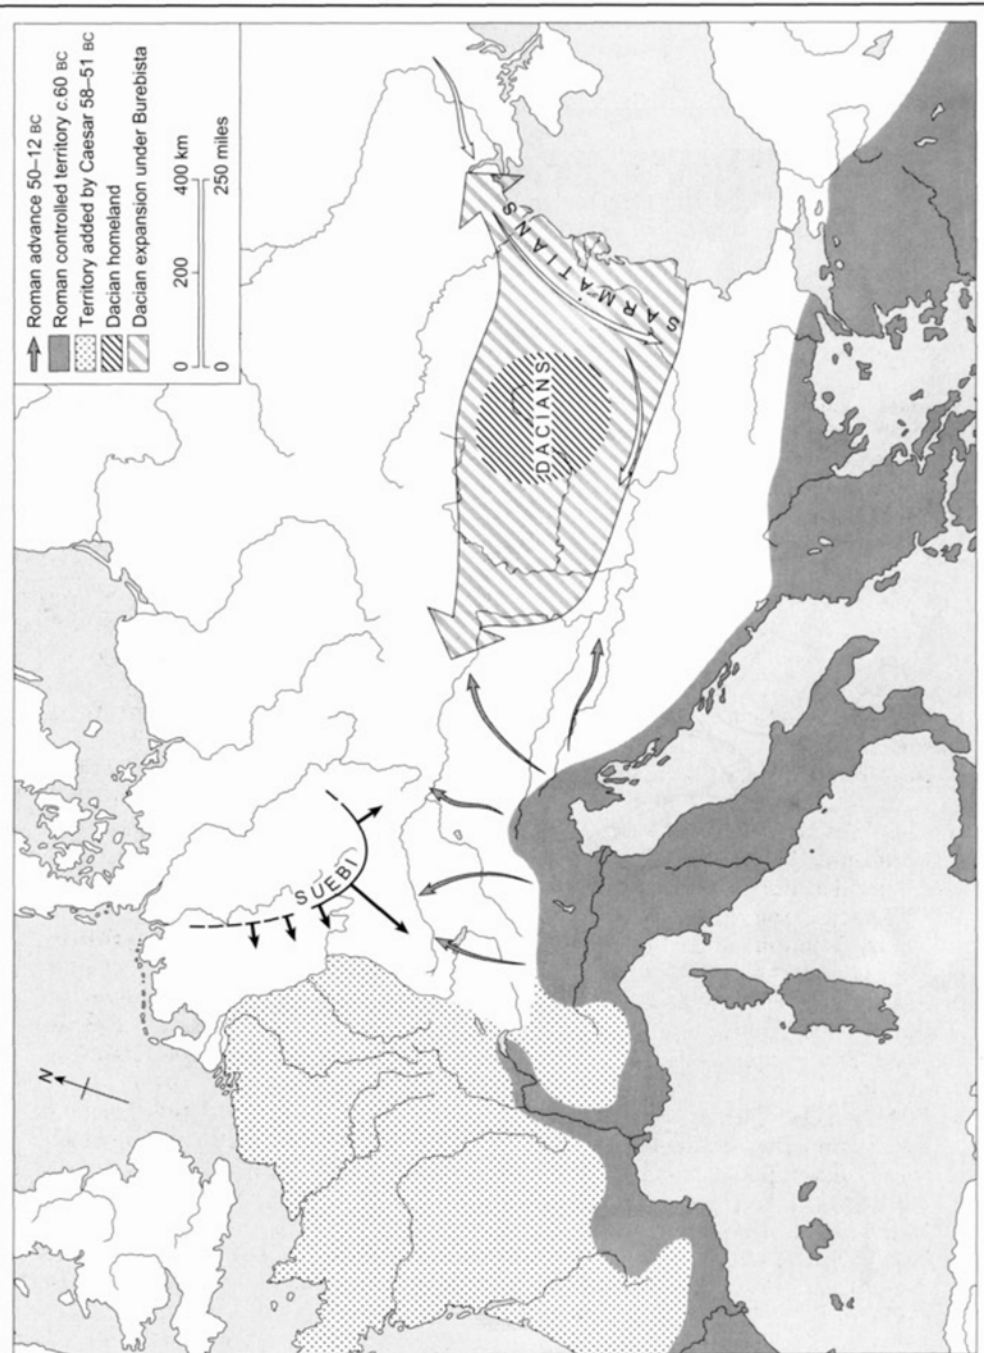 Roman advance 50–12 BC
Roman controlled territory c.60 BC
Territory added by Caesar 58–51 BC
Dacian homeland
Dacian expansion under Burebista
0 200 400 km
0 250 miles
N
SUEBI
DACIANS
SARMATIANS